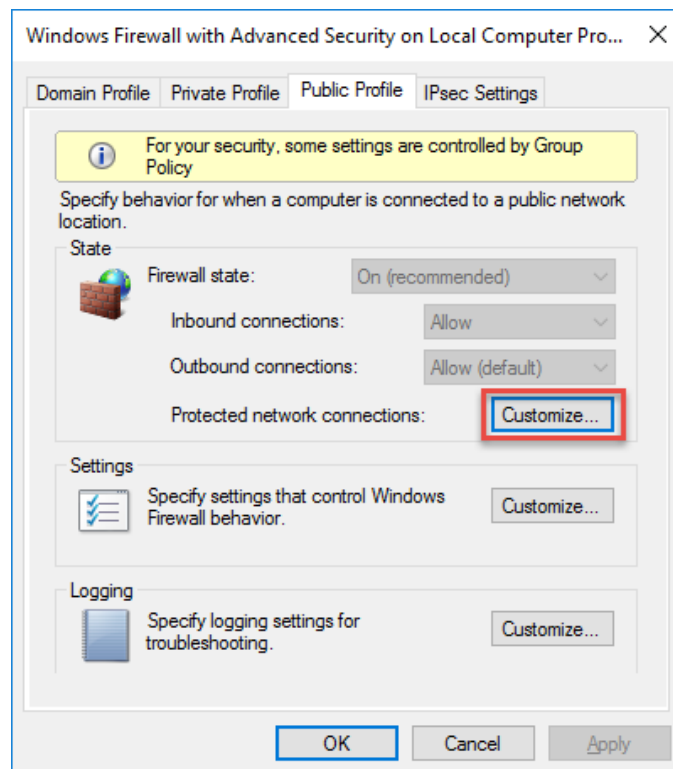 Windows Firewall with Advanced Security on Local Computer Pro...
Domain Profile Private Profile Public Profile IPsec Settings
For your security, some settings are controlled by Group
Policy
Specify behavior for when a computer is connected to a public network
location.
State
Firewall state: On (recommended)
Inbound connections: Allow
Outbound connections: Allow (default)
Protected network connections: Customize...
Settings
Specify settings that control Windows
Firewall behavior.
Customize...
Logging
Specify logging settings for
troubleshooting.
Customize...
OK Cancel Apply